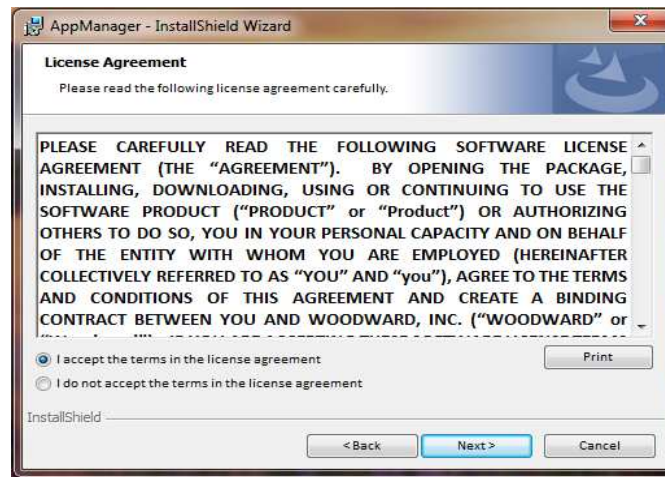 AppManager - InstallShield Wizard
License Agreement
Please read the following license agreement carefully.
PLEASE CAREFULLY READ THE FOLLOWING SOFTWARE LICENSE
AGREEMENT (THE “AGREEMENT”). BY OPENING THE PACKAGE,
INSTALLING, DOWNLOADING, USING OR CONTINUING TO USE THE
SOFTWARE PRODUCT (“PRODUCT” or “Product”) OR AUTHORIZING
OTHERS TO DO SO, YOU IN YOUR PERSONAL CAPACITY AND ON BEHALF
OF THE ENTITY WITH WHOM YOU ARE EMPLOYED (HEREINAFTER
COLLECTIVELY REFERRED TO AS “YOU” AND “you”), AGREE TO THE TERMS
AND CONDITIONS OF THIS AGREEMENT AND CREATE A BINDING
CONTRACT BETWEEN YOU AND WOODWARD, INC. (“WOODWARD” or
I accept the terms in the license agreement
Print
I do not accept the terms in the license agreement
InstallShield
< Back
Next >
Cancel